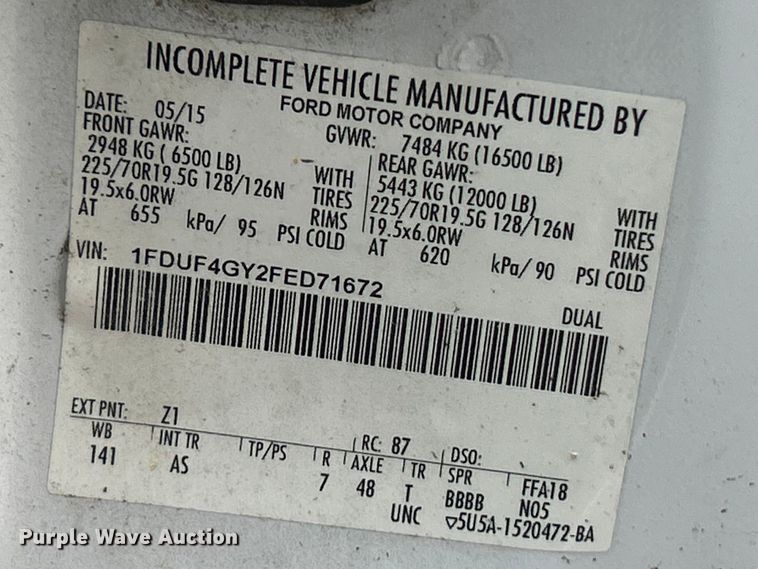 INCOMPLETE VEHICLE MANUFACTURED BY
FORD MOTOR COMPANY
DATE: 05/15 GVWR: 7484 KG (16500 LB)
FRONT GAWR: REAR GAWR:
2948 KG ( 6500 LB) WITH 5443 KG (12000 LB) WITH
225/70R19.5G 128/126N TIRES 225/70R19.5G 128/126N TIRES
19.5x6.0RW RIMS 19.5x6.0RW RIMS
AT 655 kPa/ 95 PSI COLD AT 620 kPa/ 90 PSI COLD
VIN: 1FDUF4GY2FED71672
DUAL
EXT PNT: Z1 RC: 87 DSO:
WB INT TR TP/PS R AXLE TR SPR FFA18
141 AS 7 48 T BBBB N05
UNC ▽5U5A-1520472-BA
Purple Wave Auction